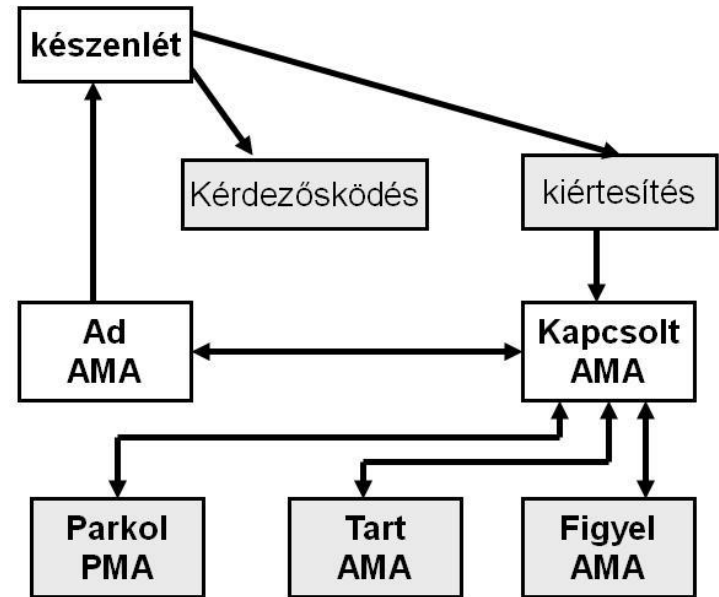 készenlét
Kérdezősködés
kiértesítés
Ad
AMA
Kapcsolt
AMA
Parkol
PMA
Tart
AMA
Figyel
AMA